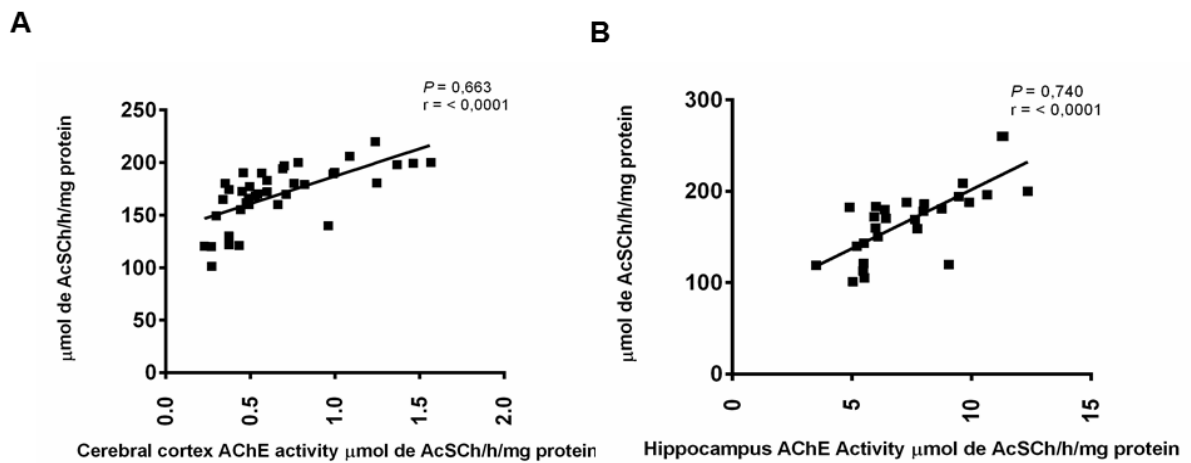 A
P = 0,663
r = < 0,0001
250
200
150
100
50
0
0.0
0.5
1.0
1.5
2.0
μmol de AcSCh/h/mg protein
Cerebral cortex AChE activity μmol de AcSCh/h/mg protein
B
P = 0,740
r = < 0,0001
300
200
100
0
0
5
10
15
μmol de AcSCh/h/mg protein
Hippocampus AChE Activity μmol de AcSCh/h/mg protein